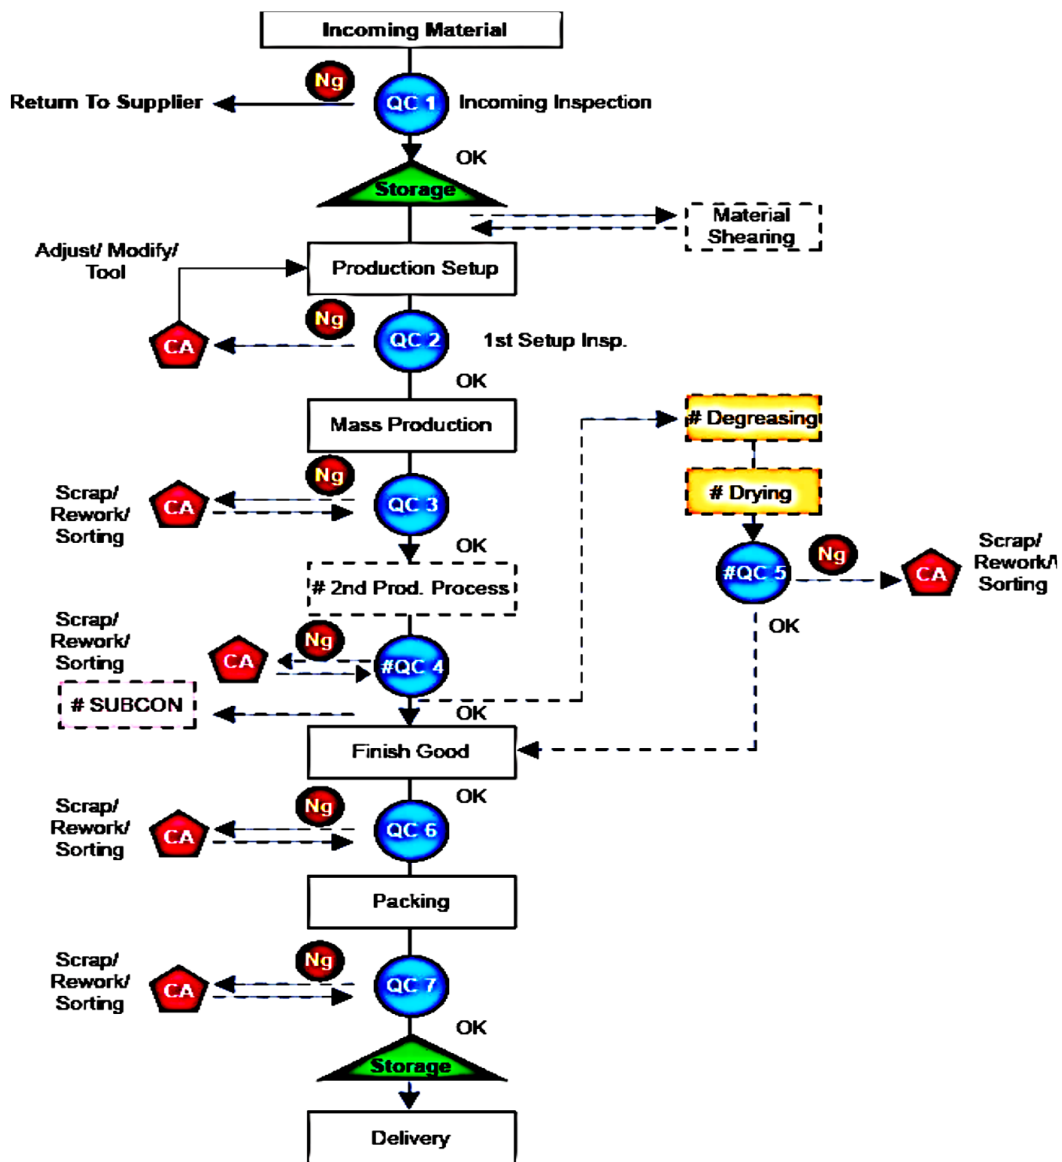 Incoming Material
Ng
Return To Supplier
QC 1
Incoming Inspection
OK
Storage
Material
Shearing
Adjust/ Modify/
Tool
Production Setup
Ng
CA
QC 2
1st Setup Insp.
OK
Mass Production
# Degreasing
Ng
Scrap/
Rework/
Sorting
CA
QC 3
# Drying
OK
Ng
Scrap/
Rework/\
Sorting
#QC 5
CA
# 2nd Prod. Process
OK
Scrap/
Rework/
Sorting
Ng
CA
#QC 4
# SUBCON
OK
Finish Good
OK
Scrap/
Rework/
Sorting
Ng
CA
QC 6
Packing
Scrap/
Rework/
Sorting
Ng
CA
QC 7
OK
Storage
Delivery